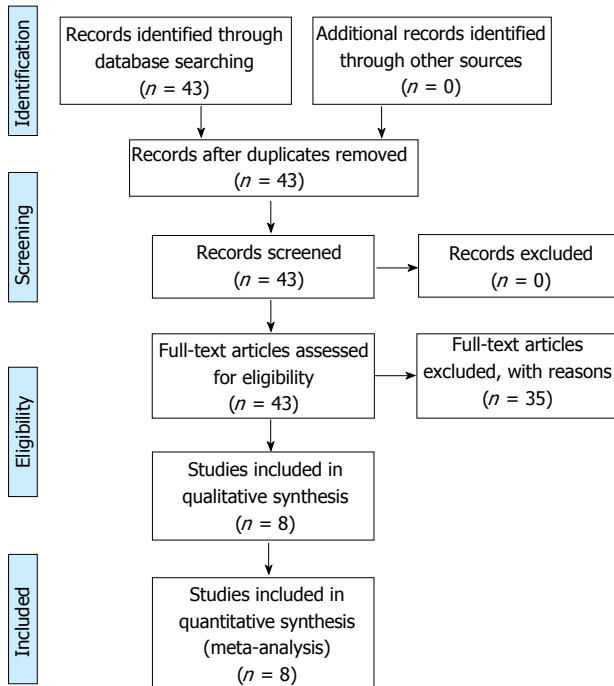 Identification
Records identified through
database searching
(n = 43)
Additional records identified
through other sources
(n = 0)
Records after duplicates removed
(n = 43)
Screening
Records screened
(n = 43)
Records excluded
(n = 0)
Eligibility
Full-text articles assessed
for eligibility
(n = 43)
Full-text articles
excluded, with reasons
(n = 35)
Studies included in
qualitative synthesis
(n = 8)
Included
Studies included in
quantitative synthesis
(meta-analysis)
(n = 8)